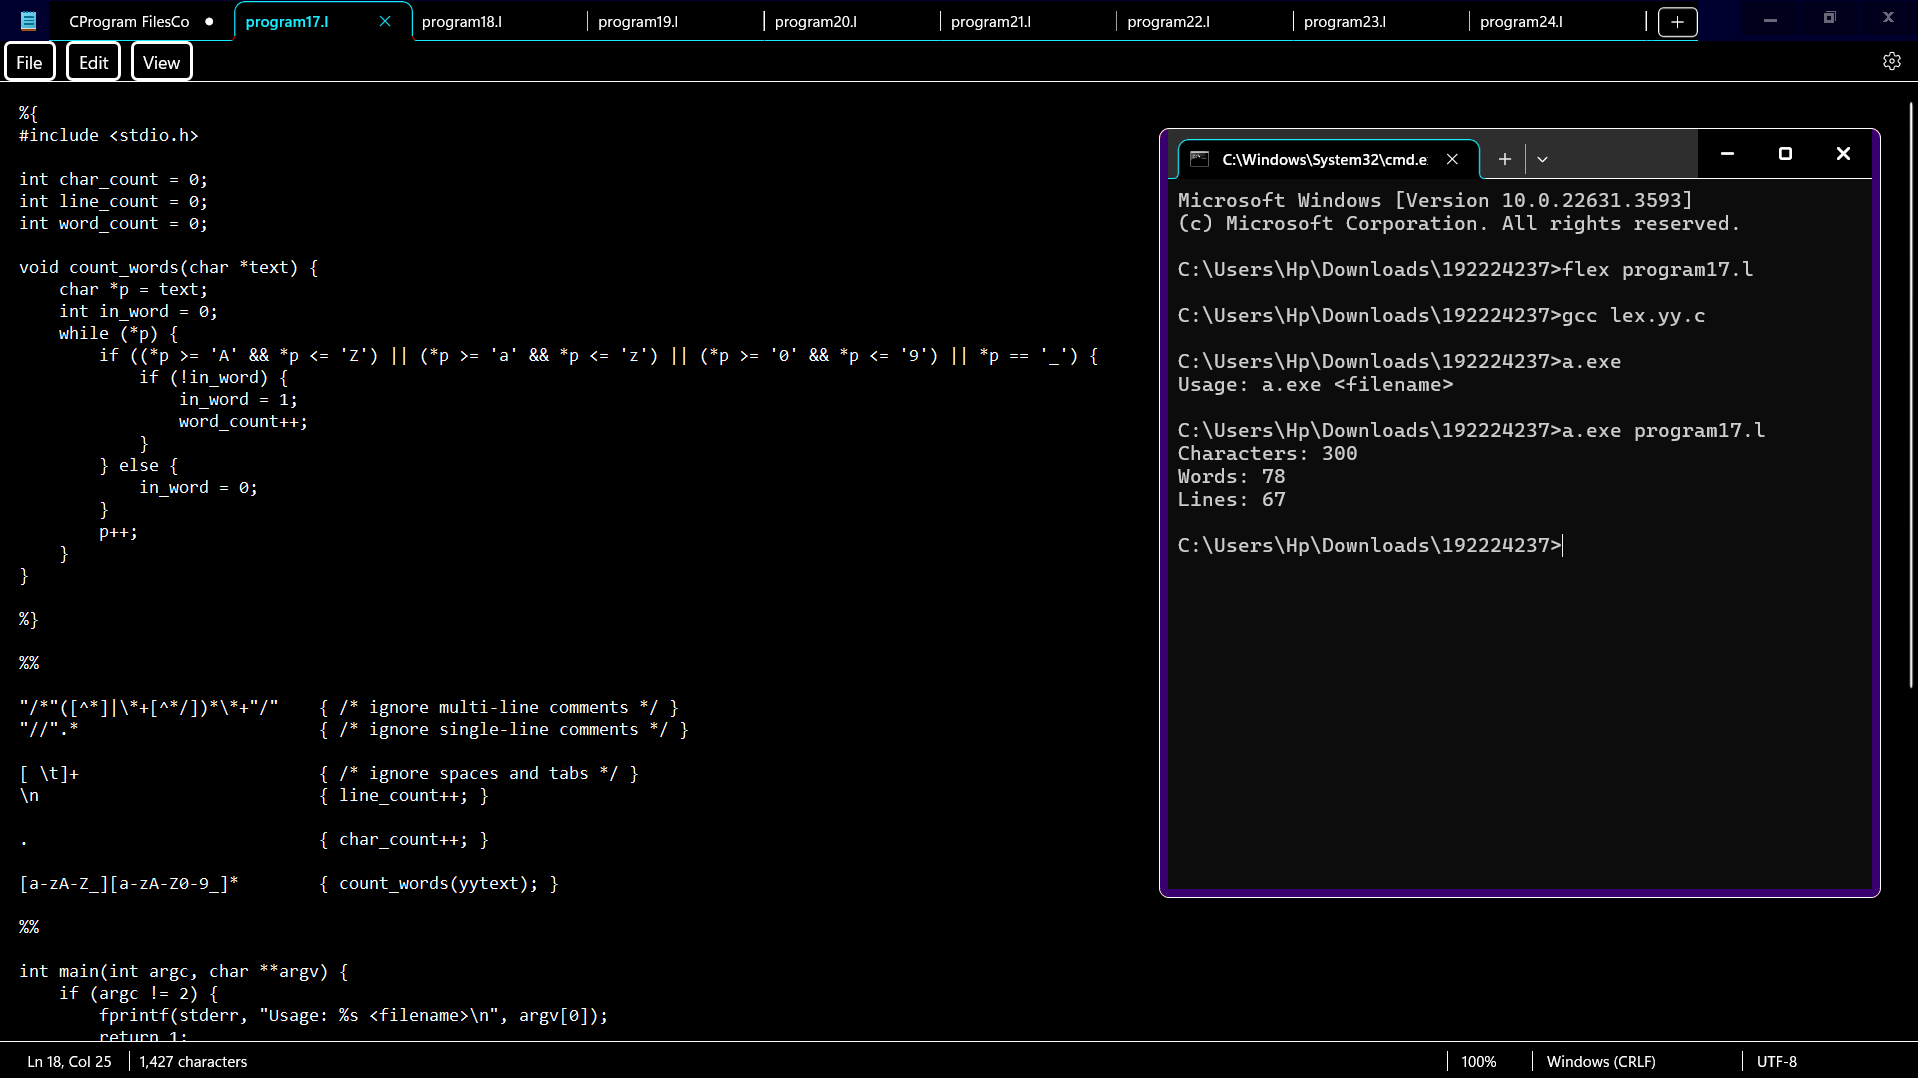 CProgram FilesCo
program17.l
program18.l
program19.l
program20.l
program21.l
program22.l
program23.l
program24.l
File
Edit
View
%{
#include <stdio.h>
int char_count = 0;
int line_count = 0;
int word_count = 0;
void count_words(char *text) {
    char *p = text;
    int in_word = 0;
    while (*p) {
        if ((*p >= 'A' && *p <= 'Z') || (*p >= 'a' && *p <= 'z') || (*p >= '0' && *p <= '9') || *p == '_') {
            if (!in_word) {
                in_word = 1;
                word_count++;
            }
        } else {
            in_word = 0;
        }
        p++;
    }
}
%}
%%
"/*"([^*]|\*+[^*/])*\*+"/"    { /* ignore multi-line comments */ }
"//".*                        { /* ignore single-line comments */ }
[ \t]+                        { /* ignore spaces and tabs */ }
\n                            { line_count++; }
.                             { char_count++; }
[a-zA-Z_][a-zA-Z0-9_]*        { count_words(yytext); }
%%
int main(int argc, char **argv) {
    if (argc != 2) {
        fprintf(stderr, "Usage: %s <filename>\n", argv[0]);
        return 1;
C:\Windows\System32\cmd.e
Microsoft Windows [Version 10.0.22631.3593]
(c) Microsoft Corporation. All rights reserved.
C:\Users\Hp\Downloads\192224237>flex program17.l
C:\Users\Hp\Downloads\192224237>gcc lex.yy.c
C:\Users\Hp\Downloads\192224237>a.exe
Usage: a.exe <filename>
C:\Users\Hp\Downloads\192224237>a.exe program17.l
Characters: 300
Words: 78
Lines: 67
C:\Users\Hp\Downloads\192224237>
Ln 18, Col 25
1,427 characters
100%
Windows (CRLF)
UTF-8